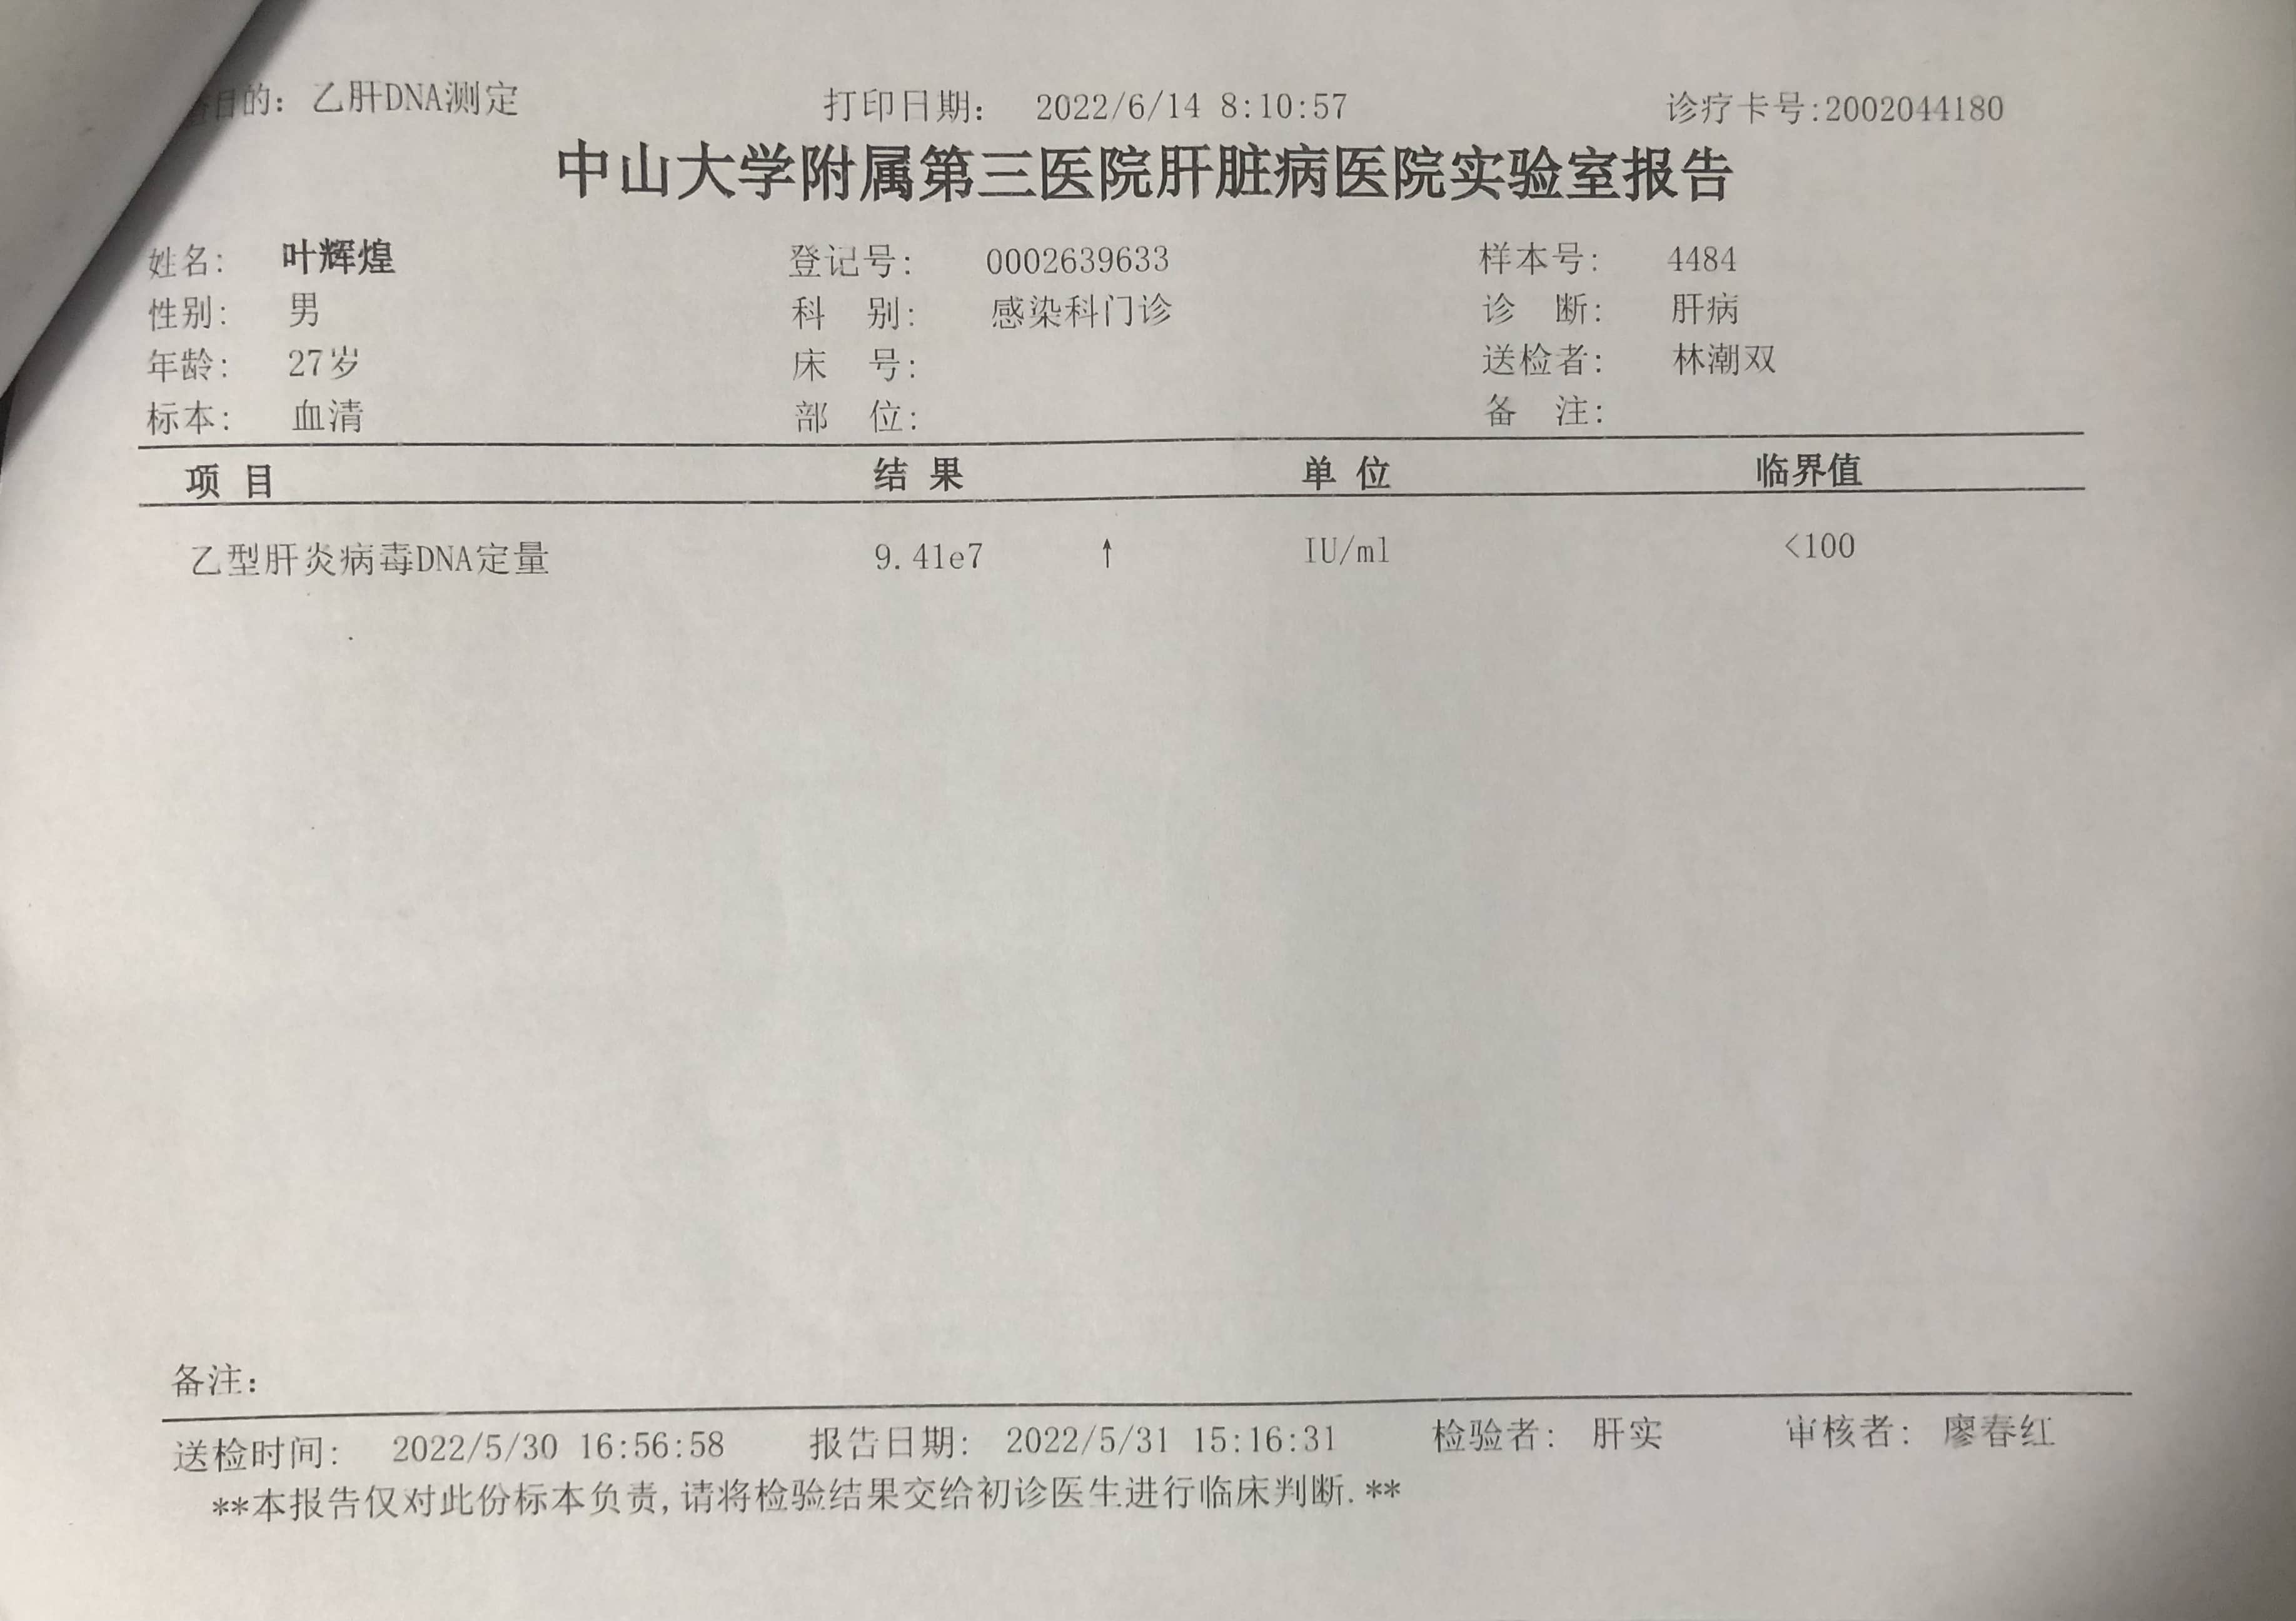 目的：乙肝DNA测定 打印日期： 2022/6/14 8:10:57 诊疗卡号:2002044180
中山大学附属第三医院肝脏病医院实验室报告
姓名: 叶辉煌 登记号: 0002639633 样本号: 4484
性别: 男 科 别: 感染科门诊 诊 断: 肝病
年龄: 27岁 床 号: 送检者: 林潮双
标本: 血清 部 位: 备 注:
项 目 结 果 单 位 临界值
乙型肝炎病毒DNA定量 9.41e7 ↑ IU/ml <100
备注：
送检时间: 2022/5/30 16:56:58 报告日期: 2022/5/31 15:16:31 检验者: 肝实 审核者: 廖春红
**本报告仅对此份标本负责,请将检验结果交给初诊医生进行临床判断.**